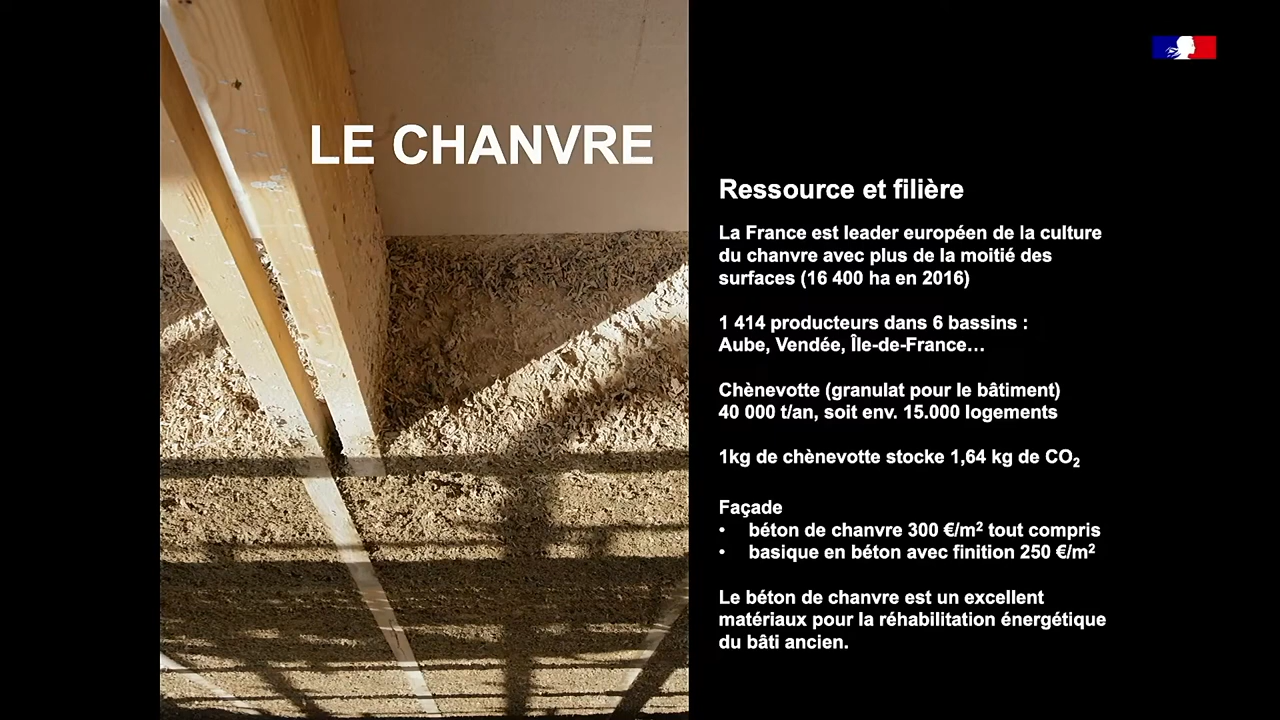 LE CHANVRE
Ressource et filière
La France est leader européen de la culture
du chanvre avec plus de la moitié des
surfaces (16 400 ha en 2016)
1 414 producteurs dans 6 bassins :
Aube, Vendée, Île-de-France…
Chènevotte (granulat pour le bâtiment)
40 000 t/an, soit env. 15.000 logements
1kg de chènevotte stocke 1,64 kg de CO₂
Façade
• béton de chanvre 300 €/m² tout compris
• basique en béton avec finition 250 €/m²
Le béton de chanvre est un excellent
matériaux pour la réhabilitation énergétique
du bâti ancien.